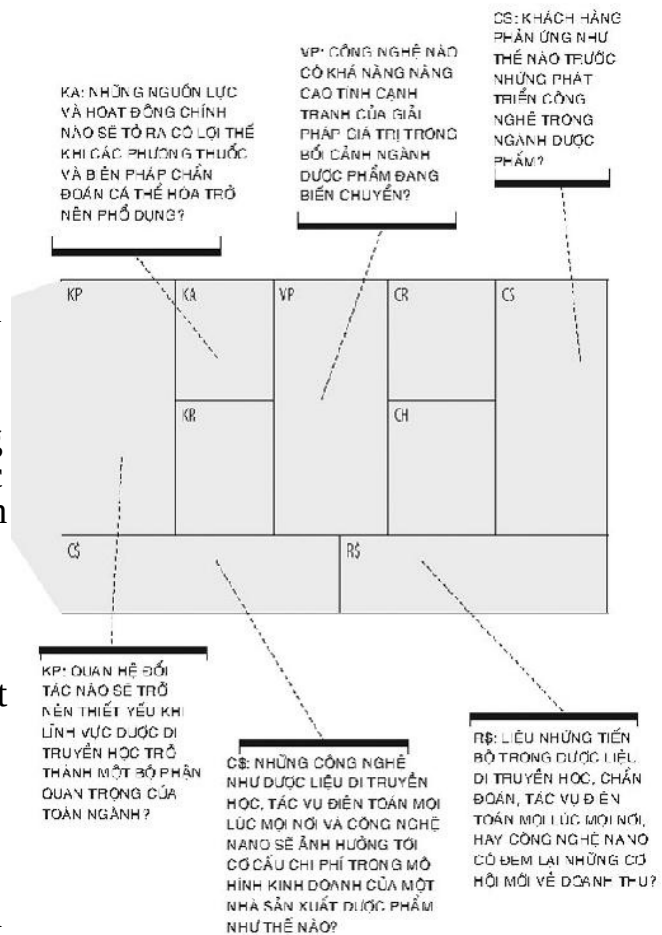 KA: NHỮNG NGUỒN LỰC
VÀ HOẠT ĐỘNG CHÍNH
NÀO SẼ TỎ RA CÓ LỢI THẾ
KHI CÁC PHƯƠNG THUỐC
VÀ BIỆN PHÁP CHẨN
ĐOÁN CÁ THỂ HÓA TRỞ
NÊN PHỔ DỤNG?
VP: CÔNG NGHỆ NÀO
CÓ KHẢ NĂNG NÂNG
CAO TÍNH CẠNH
TRANH CỦA GIẢI
PHÁP GIÁ TRỊ TRONG
BỐI CẢNH NGÀNH
DƯỢC PHẨM ĐANG
BIẾN CHUYỂN?
CS: KHÁCH HÀNG
PHẢN ỨNG NHƯ
THẾ NÀO TRƯỚC
NHỮNG PHÁT
TRIỂN CÔNG
NGHỆ TRONG
NGÀNH DƯỢC
PHẨM?
KP
KA
VP
CR
CS
KR
CH
C$
R$
KP: QUAN HỆ ĐỐI
TÁC NÀO SẼ TRỞ
NÊN THIẾT YẾU KHI
LĨNH VỰC DƯỢC DI
TRUYỀN HỌC TRỞ
THÀNH MỘT BỘ PHẬN
QUAN TRỌNG CỦA
TOÀN NGÀNH?
C$: NHỮNG CÔNG NGHỆ
NHƯ DƯỢC LIỆU DI TRUYỀN
HỌC, TÁC VỤ ĐIỆN TOÁN MỌI
LÚC MỌI NƠI VÀ CÔNG NGHỆ
NANO SẼ ẢNH HƯỞNG TỚI
CƠ CẤU CHI PHÍ TRONG MÔ
HÌNH KINH DOANH CỦA MỘT
NHÀ SẢN XUẤT DƯỢC PHẨM
NHƯ THẾ NÀO?
R$: LIỆU NHỮNG TIẾN
BỘ TRONG DƯỢC LIỆU
DI TRUYỀN HỌC, CHẨN
ĐOÁN, TÁC VỤ ĐIỆN
TOÁN MỌI LÚC MỌI NƠI,
HAY CÔNG NGHỆ NANO
CÓ ĐEM LẠI NHỮNG CƠ
HỘI MỚI VỀ DOANH THU?